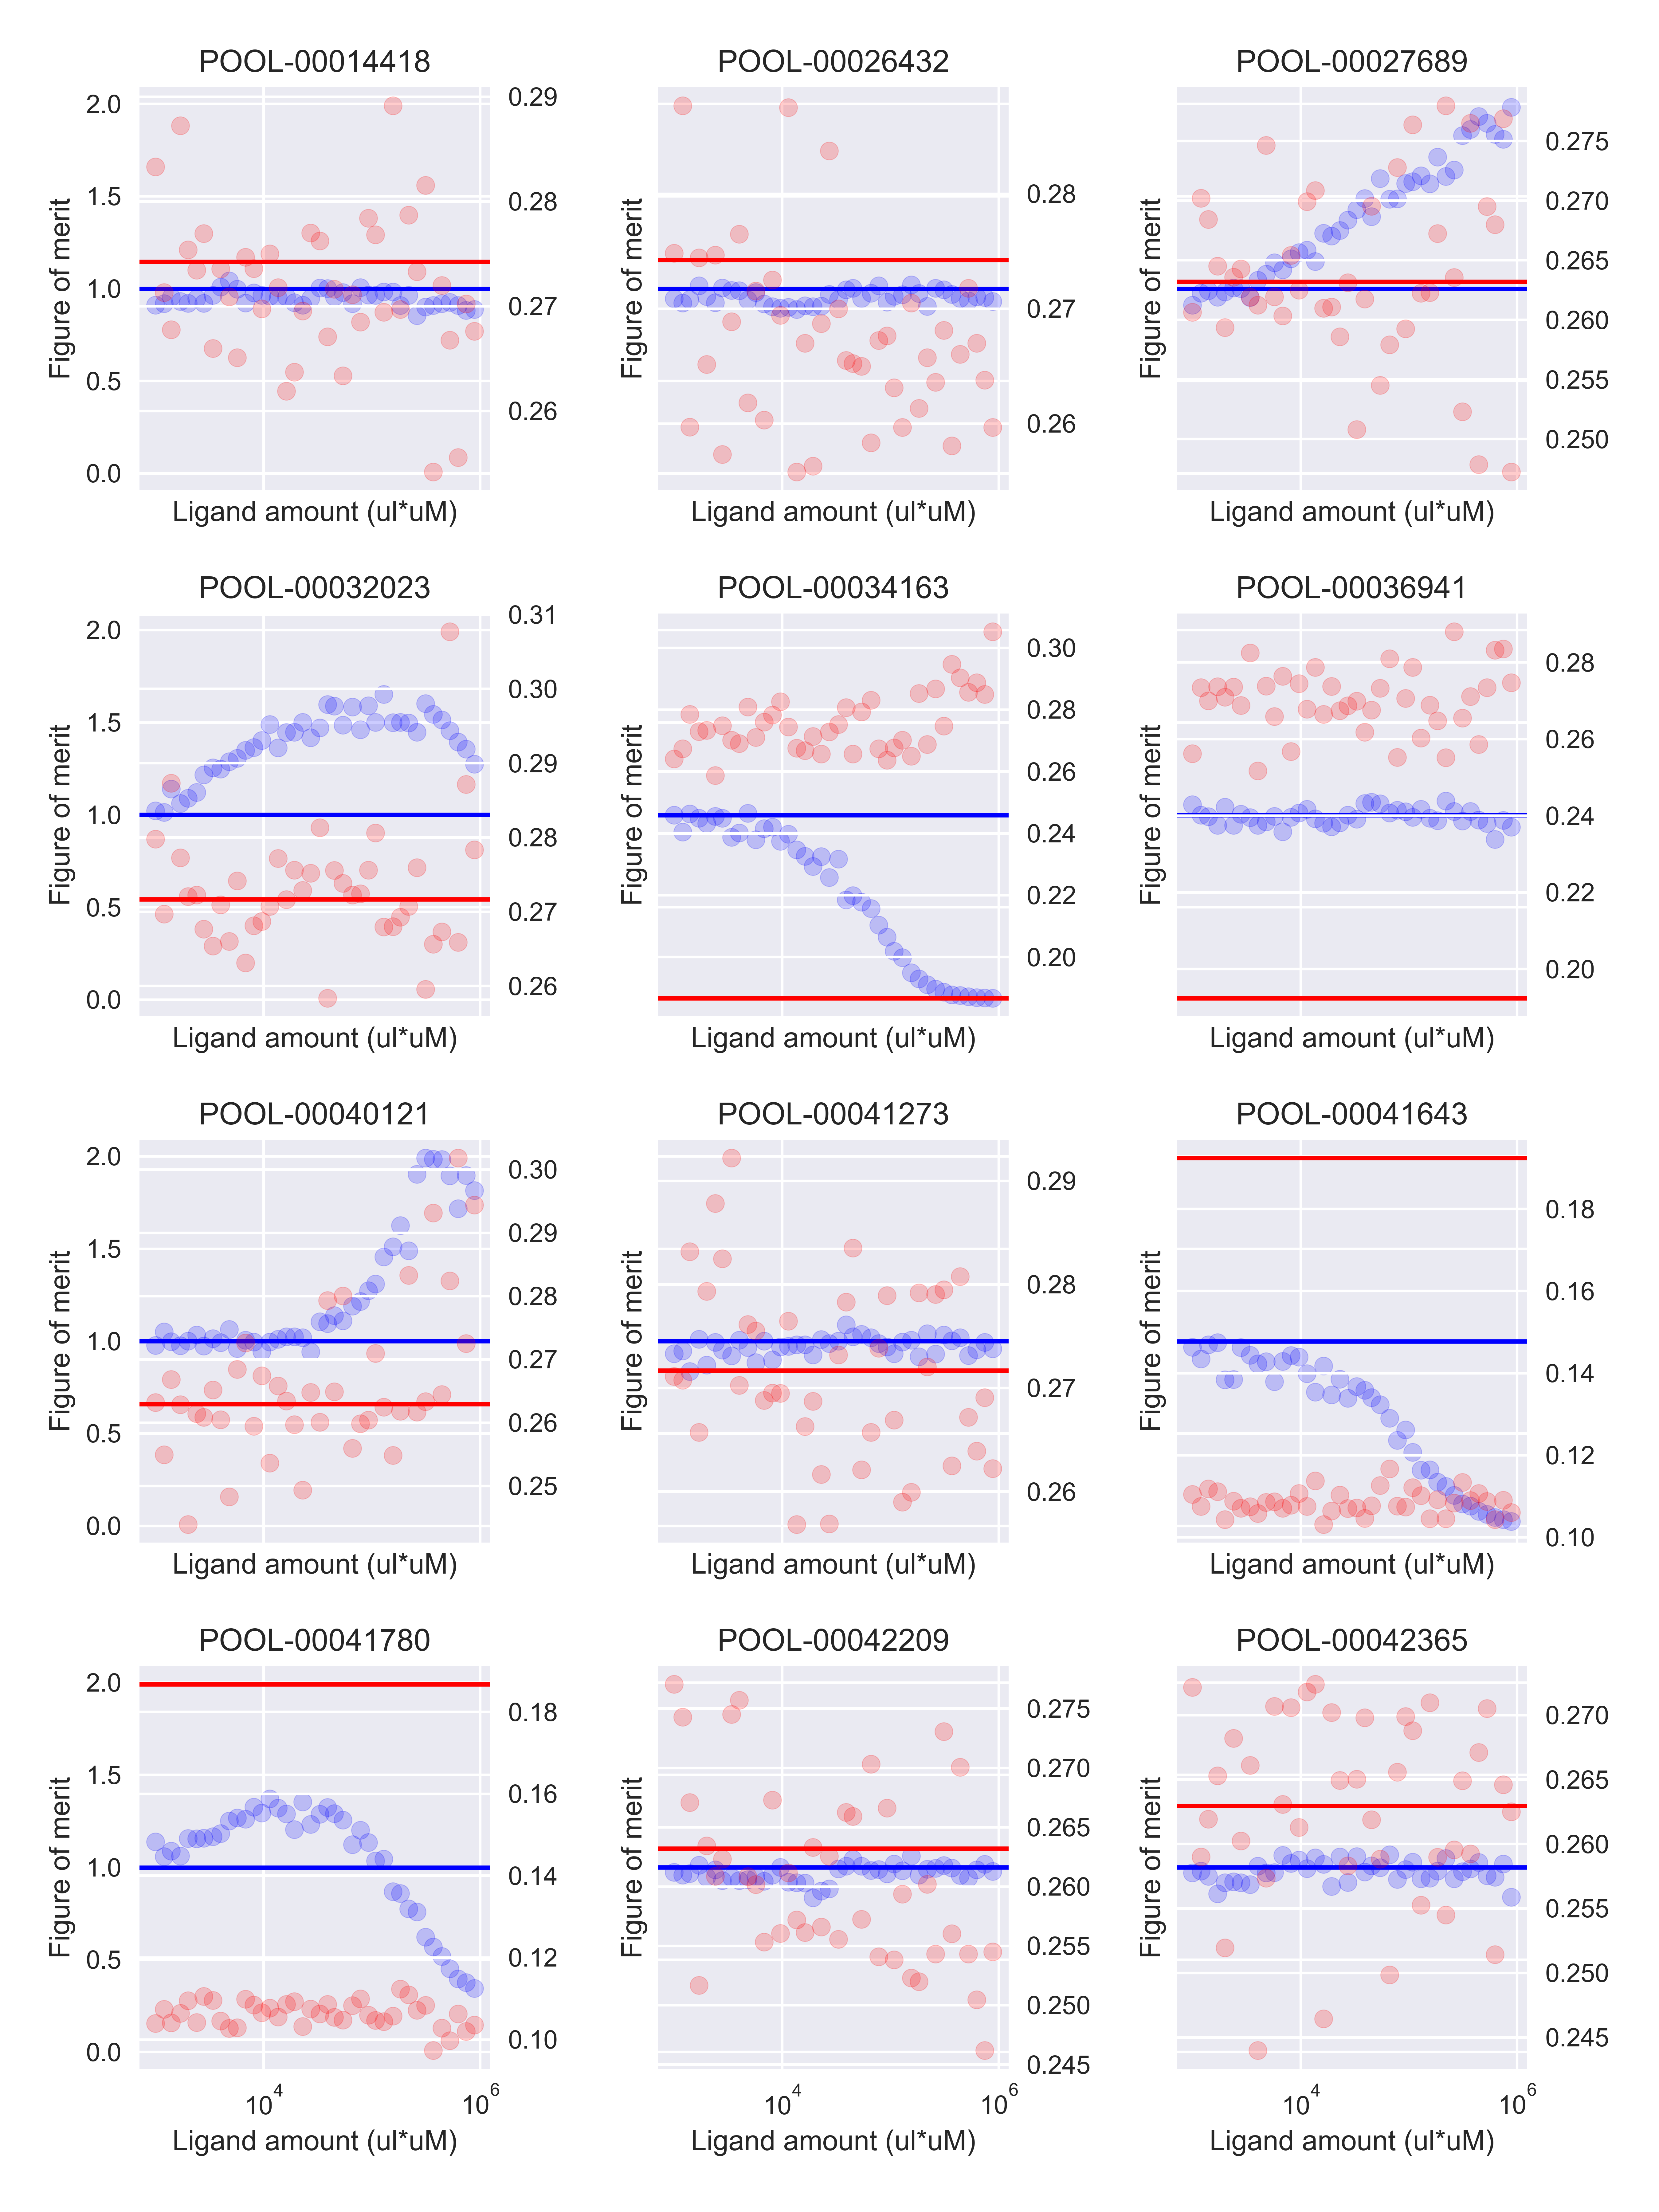 POOL-00014418 POOL-00026432 POOL-00027689
2.0 0.29
1.5 0.28 0.28 0.275
0.270
Figure of merit Figure of merit Figure of merit
1.0 0.27 0.27 0.265
0.260
0.5 0.26 0.26 0.255
0.0 0.250
Ligand amount (ul*uM) Ligand amount (ul*uM) Ligand amount (ul*uM)
POOL-00032023 POOL-00034163 POOL-00036941
2.0 0.31
1.5 0.30 0.30 0.28
0.29 0.28 0.26
Figure of merit Figure of merit Figure of merit
1.0 0.28 0.26 0.24
0.5 0.27 0.24 0.22
0.0 0.26 0.22 0.20
0.20
Ligand amount (ul*uM) Ligand amount (ul*uM) Ligand amount (ul*uM)
POOL-00040121 POOL-00041273 POOL-00041643
2.0 0.30 0.29 0.18
1.5 0.29 0.28 0.16
0.28
Figure of merit Figure of merit Figure of merit
1.0 0.27 0.27 0.14
0.5 0.26 0.26 0.12
0.0 0.25 0.10
Ligand amount (ul*uM) Ligand amount (ul*uM) Ligand amount (ul*uM)
POOL-00041780 POOL-00042209 POOL-00042365
2.0 0.18 0.275 0.270
1.5 0.16 0.270 0.265
0.265
Figure of merit Figure of merit Figure of merit
1.0 0.14 0.260 0.260
0.5 0.12 0.255 0.255
0.250 0.250
0.0 0.10 0.245 0.245
10^4 10^6 10^4 10^6 10^4 10^6
Ligand amount (ul*uM) Ligand amount (ul*uM) Ligand amount (ul*uM)